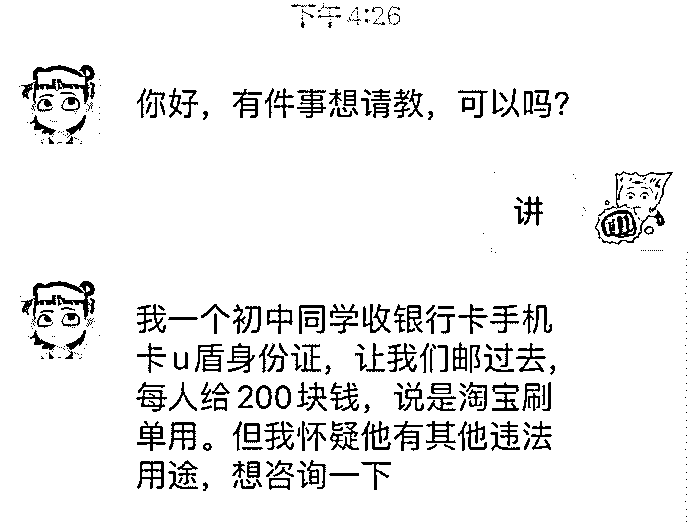 下午4:26
你好，有件事想请教，可以吗？
讲
我一个初中同学收银行卡手机
卡u盾身份证，让我们邮过去，
每人给200块钱，说是淘宝刷
单用。但我怀疑他有其他违法
用途，想咨询一下